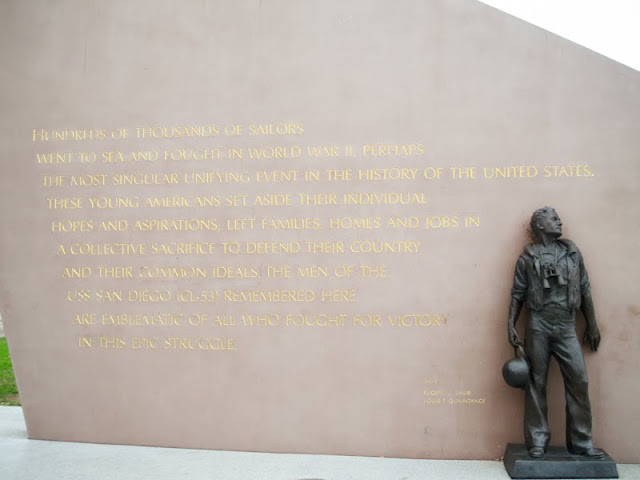 HUNDREDS OF THOUSANDS OF SAILORS
WENT TO SEA AND FOUGHT IN WORLD WAR II, PERHAPS
THE MOST SINGULAR UNIFYING EVENT IN THE HISTORY OF THE UNITED STATES.
THESE YOUNG AMERICANS SET ASIDE THEIR INDIVIDUAL
HOPES AND ASPIRATIONS, LEFT FAMILIES, HOMES AND JOBS IN
A COLLECTIVE SACRIFICE TO DEFEND THEIR COUNTRY
AND THEIR COMMON IDEALS. THE MEN OF THE
USS SAN DIEGO (CL-53) REMEMBERED HERE
ARE EMBLEMATIC OF ALL WHO FOUGHT FOR VICTORY
IN THIS EPIC STRUGGLE.